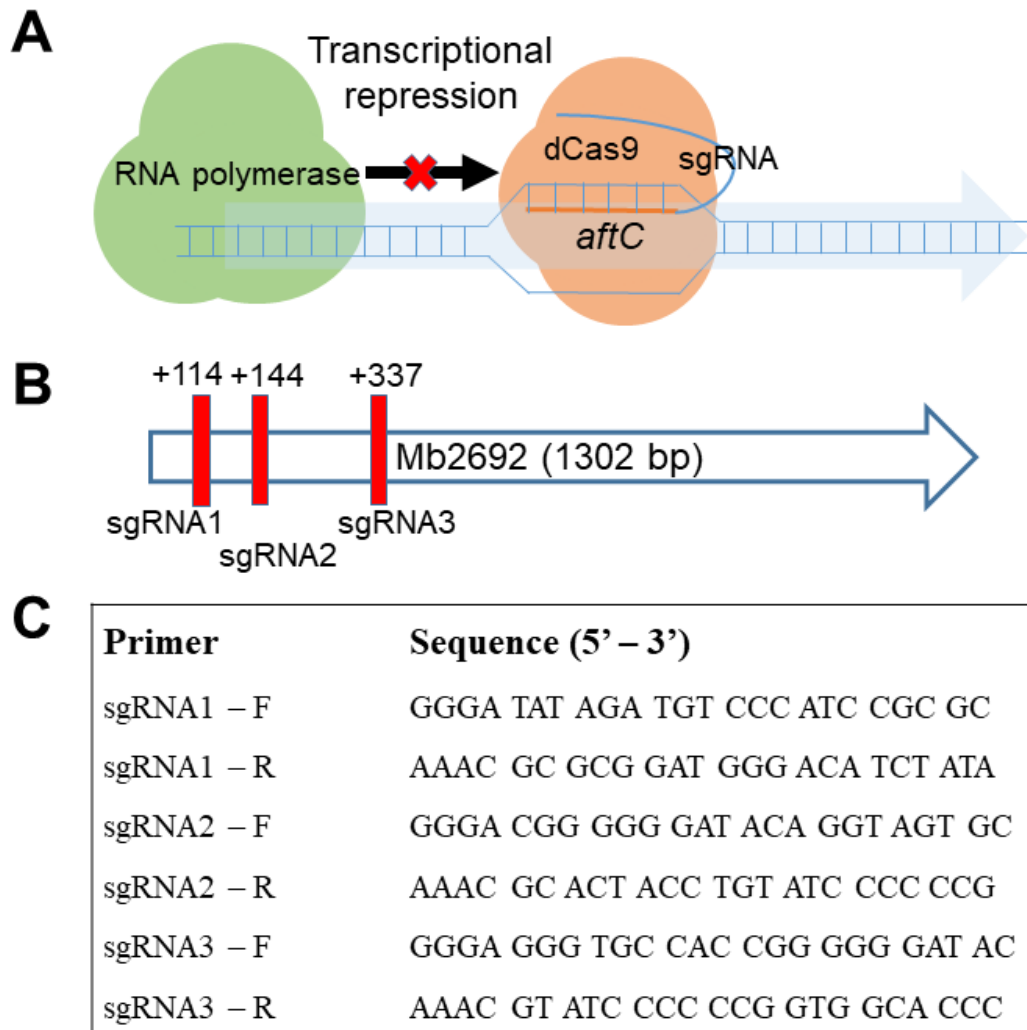 A
Transcriptional
repression
RNA polymerase
dCas9
sgRNA
aftC
B
+114 +144 +337
Mb2692 (1302 bp)
sgRNA1
sgRNA2
sgRNA3
C
Primer Sequence (5’ – 3’)
sgRNA1 – F GGGA TAT AGA TGT CCC ATC CGC GC
sgRNA1 – R AAAC GC GCG GAT GGG ACA TCT ATA
sgRNA2 – F GGGA CGG GGG GAT ACA GGT AGT GC
sgRNA2 – R AAAC GC ACT ACC TGT ATC CCC CCG
sgRNA3 – F GGGA GGG TGC CAC CGG GGG GAT AC
sgRNA3 – R AAAC GT ATC CCC CCG GTG GCA CCC